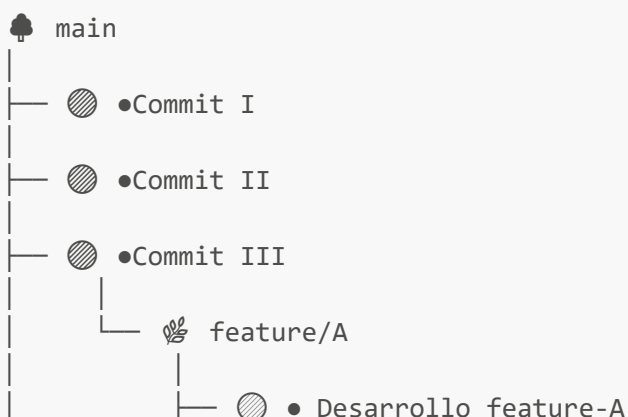 main
●Commit I
●Commit II
●Commit III
feature/A
● Desarrollo feature-A